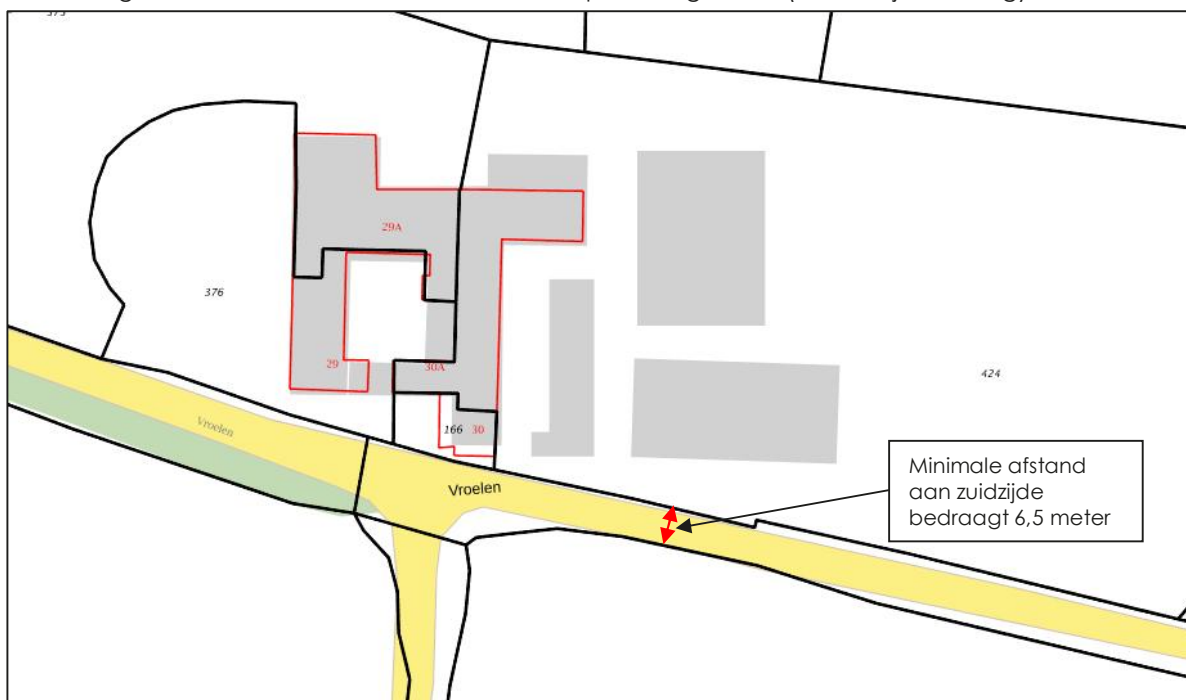 29A
376
29
30A
424
Vroelen
166 30
Vroelen
Minimale afstand
aan zuidzijde
bedraagt 6,5 meter